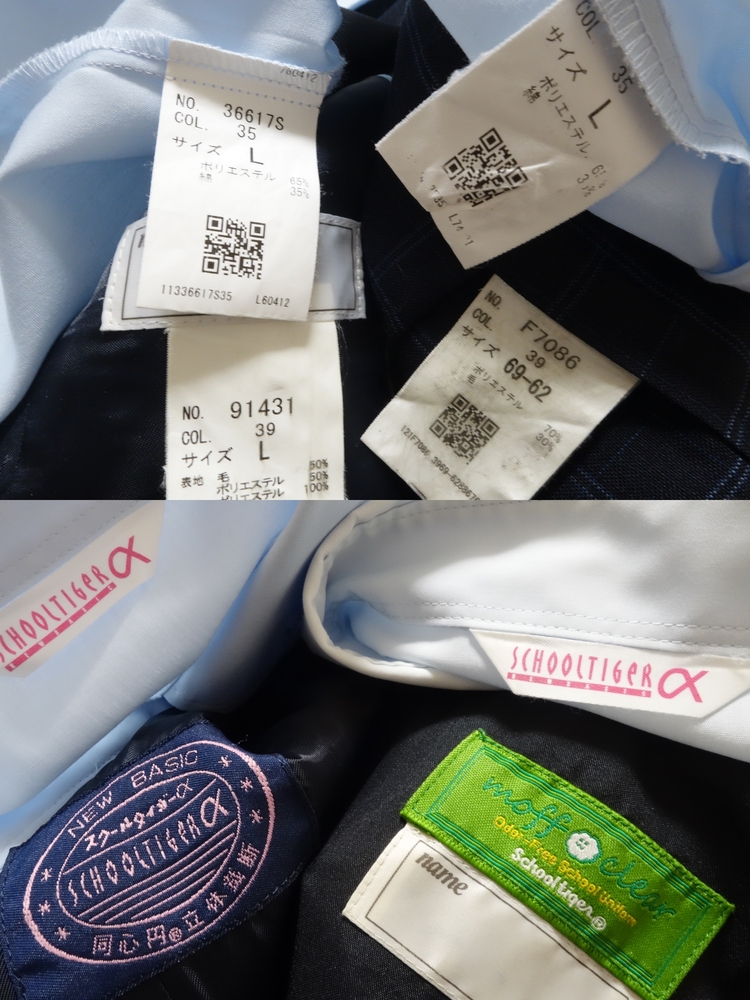 760412
NO. 36617S
COL. 35
サイズ L
ポリエステル 65%
綿 35%
11336617S35 L60412
NO. 91431
COL. 39
サイズ L
表地 毛 50%
ポリエステル 50%
ポリエステル 100%
COL. 35
サイズ L
ポリエステル
綿
NO. F7086
COL. 39
サイズ 69-62
ポリエステル 70%
毛 30%
SCHOOLTIGER α
SCHOOLTIGER α
NEWBASIC
NEW BASIC
スクールタイガーα
SCHOOLTIGER α
同心円® 立体裁断
moff clear
Odor-Free School Uniform
Schooltiger®
name